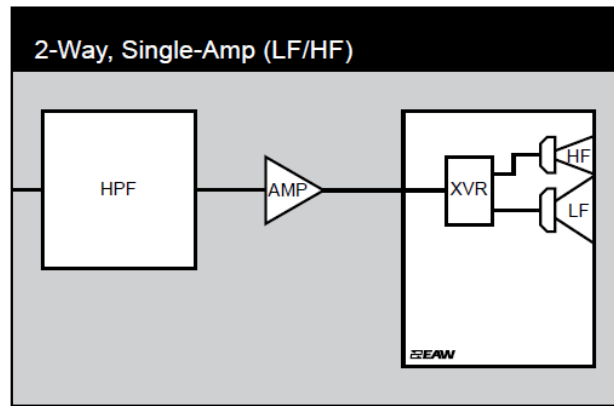 2-Way, Single-Amp (LF/HF)
HPF
AMP
XVR
HF
LF
EAW